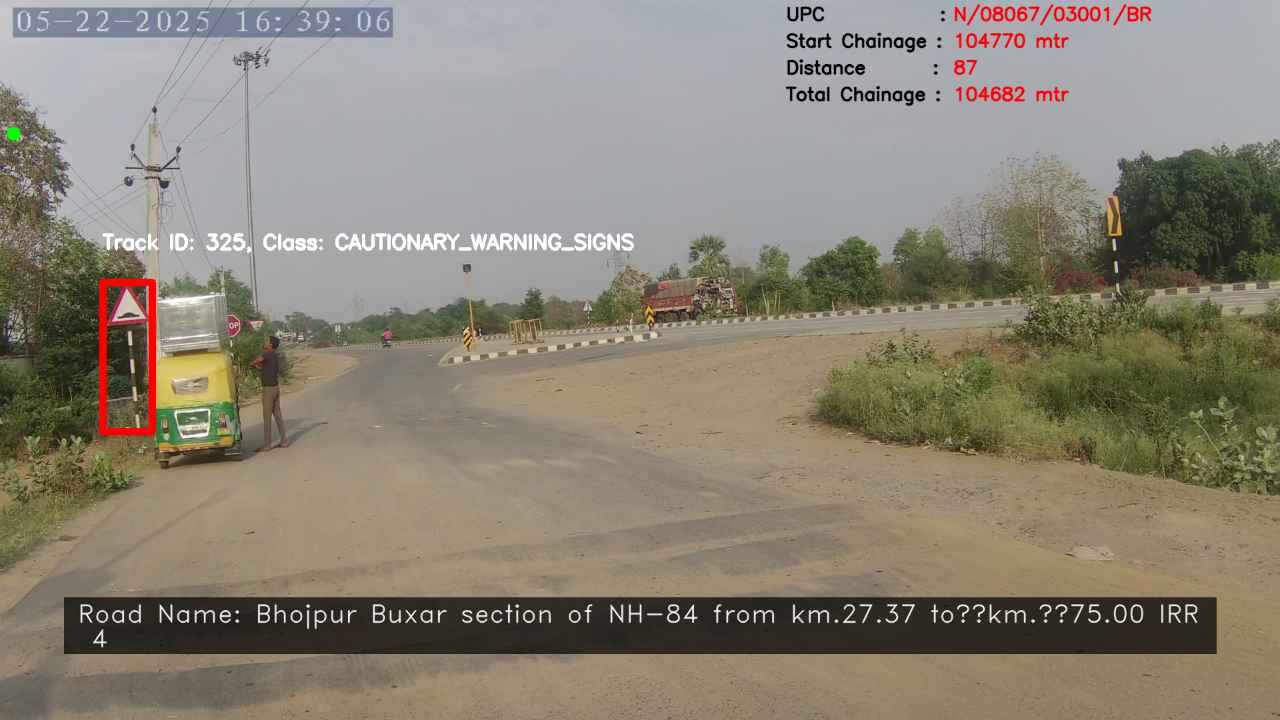 05-22-2025 16:39:06
UPC : N/08067/03001/BR
Start Chainage : 104770 mtr
Distance : 87
Total Chainage : 104682 mtr
Track ID: 325, Class: CAUTIONARY_WARNING_SIGNS
OP
Road Name: Bhojpur Buxar section of NH-84 from km.27.37 to??km.??75.00 IRR
4